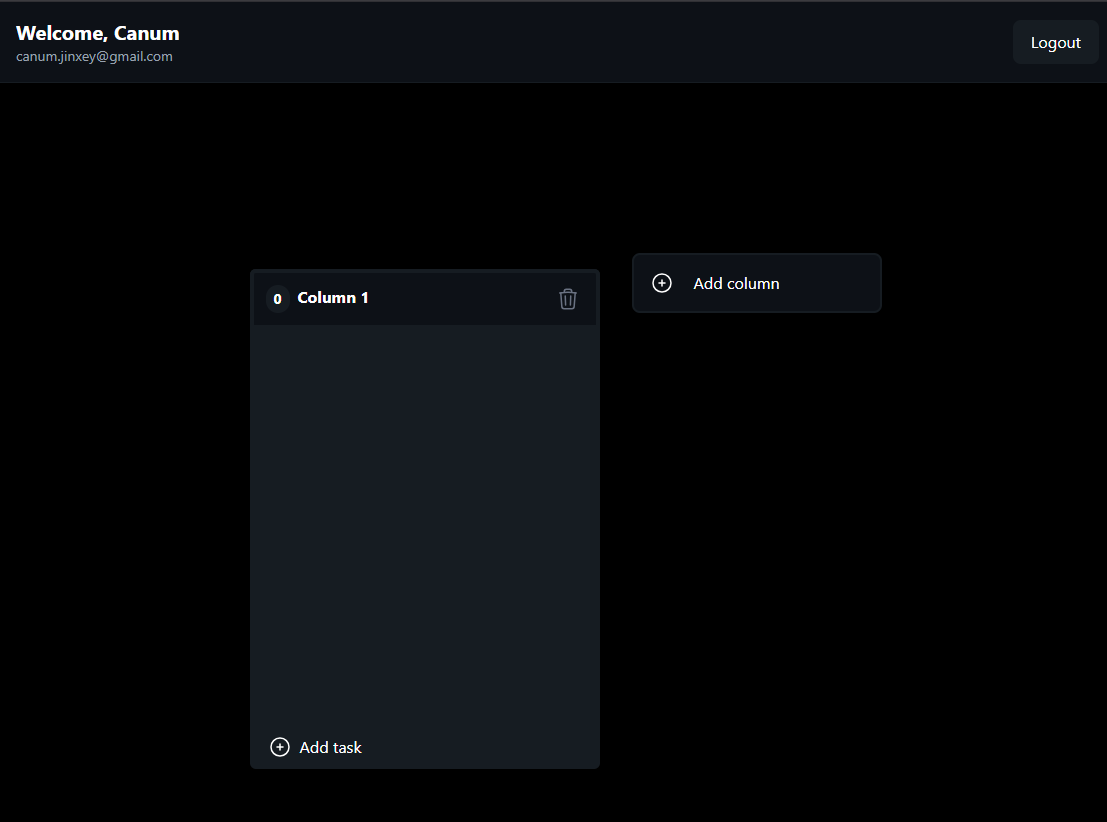 Welcome, Canum
canum.jinxey@gmail.com
Logout
0 Column 1
Add column
Add task